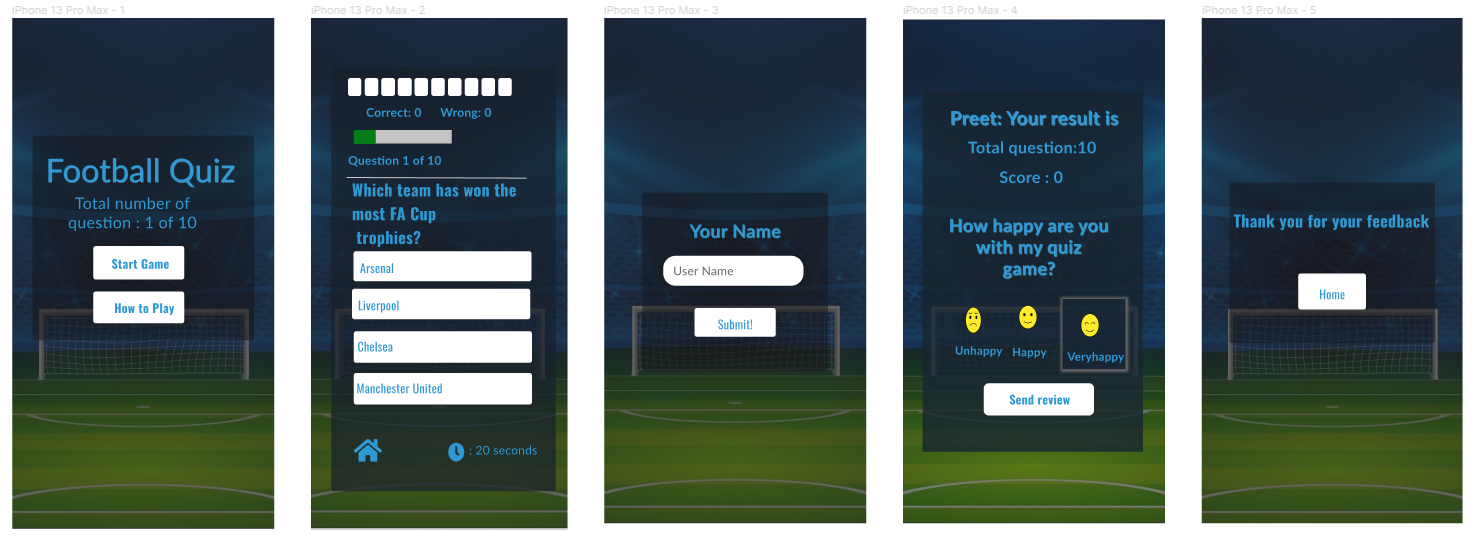 iPhone 13 Pro Max - 1
Football Quiz
Total number of
question : 1 of 10
Start Game
How to Play
iPhone 13 Pro Max - 2
Correct: 0 Wrong: 0
Question 1 of 10
Which team has won the
most FA Cup
trophies?
Arsenal
Liverpool
Chelsea
Manchester United
: 20 seconds
iPhone 13 Pro Max - 3
Your Name
User Name
Submit!
iPhone 13 Pro Max - 4
Preet: Your result is
Total question:10
Score : 0
How happy are you
with my quiz
game?
Unhappy Happy Veryhappy
Send review
iPhone 13 Pro Max - 5
Thank you for your feedback
Home